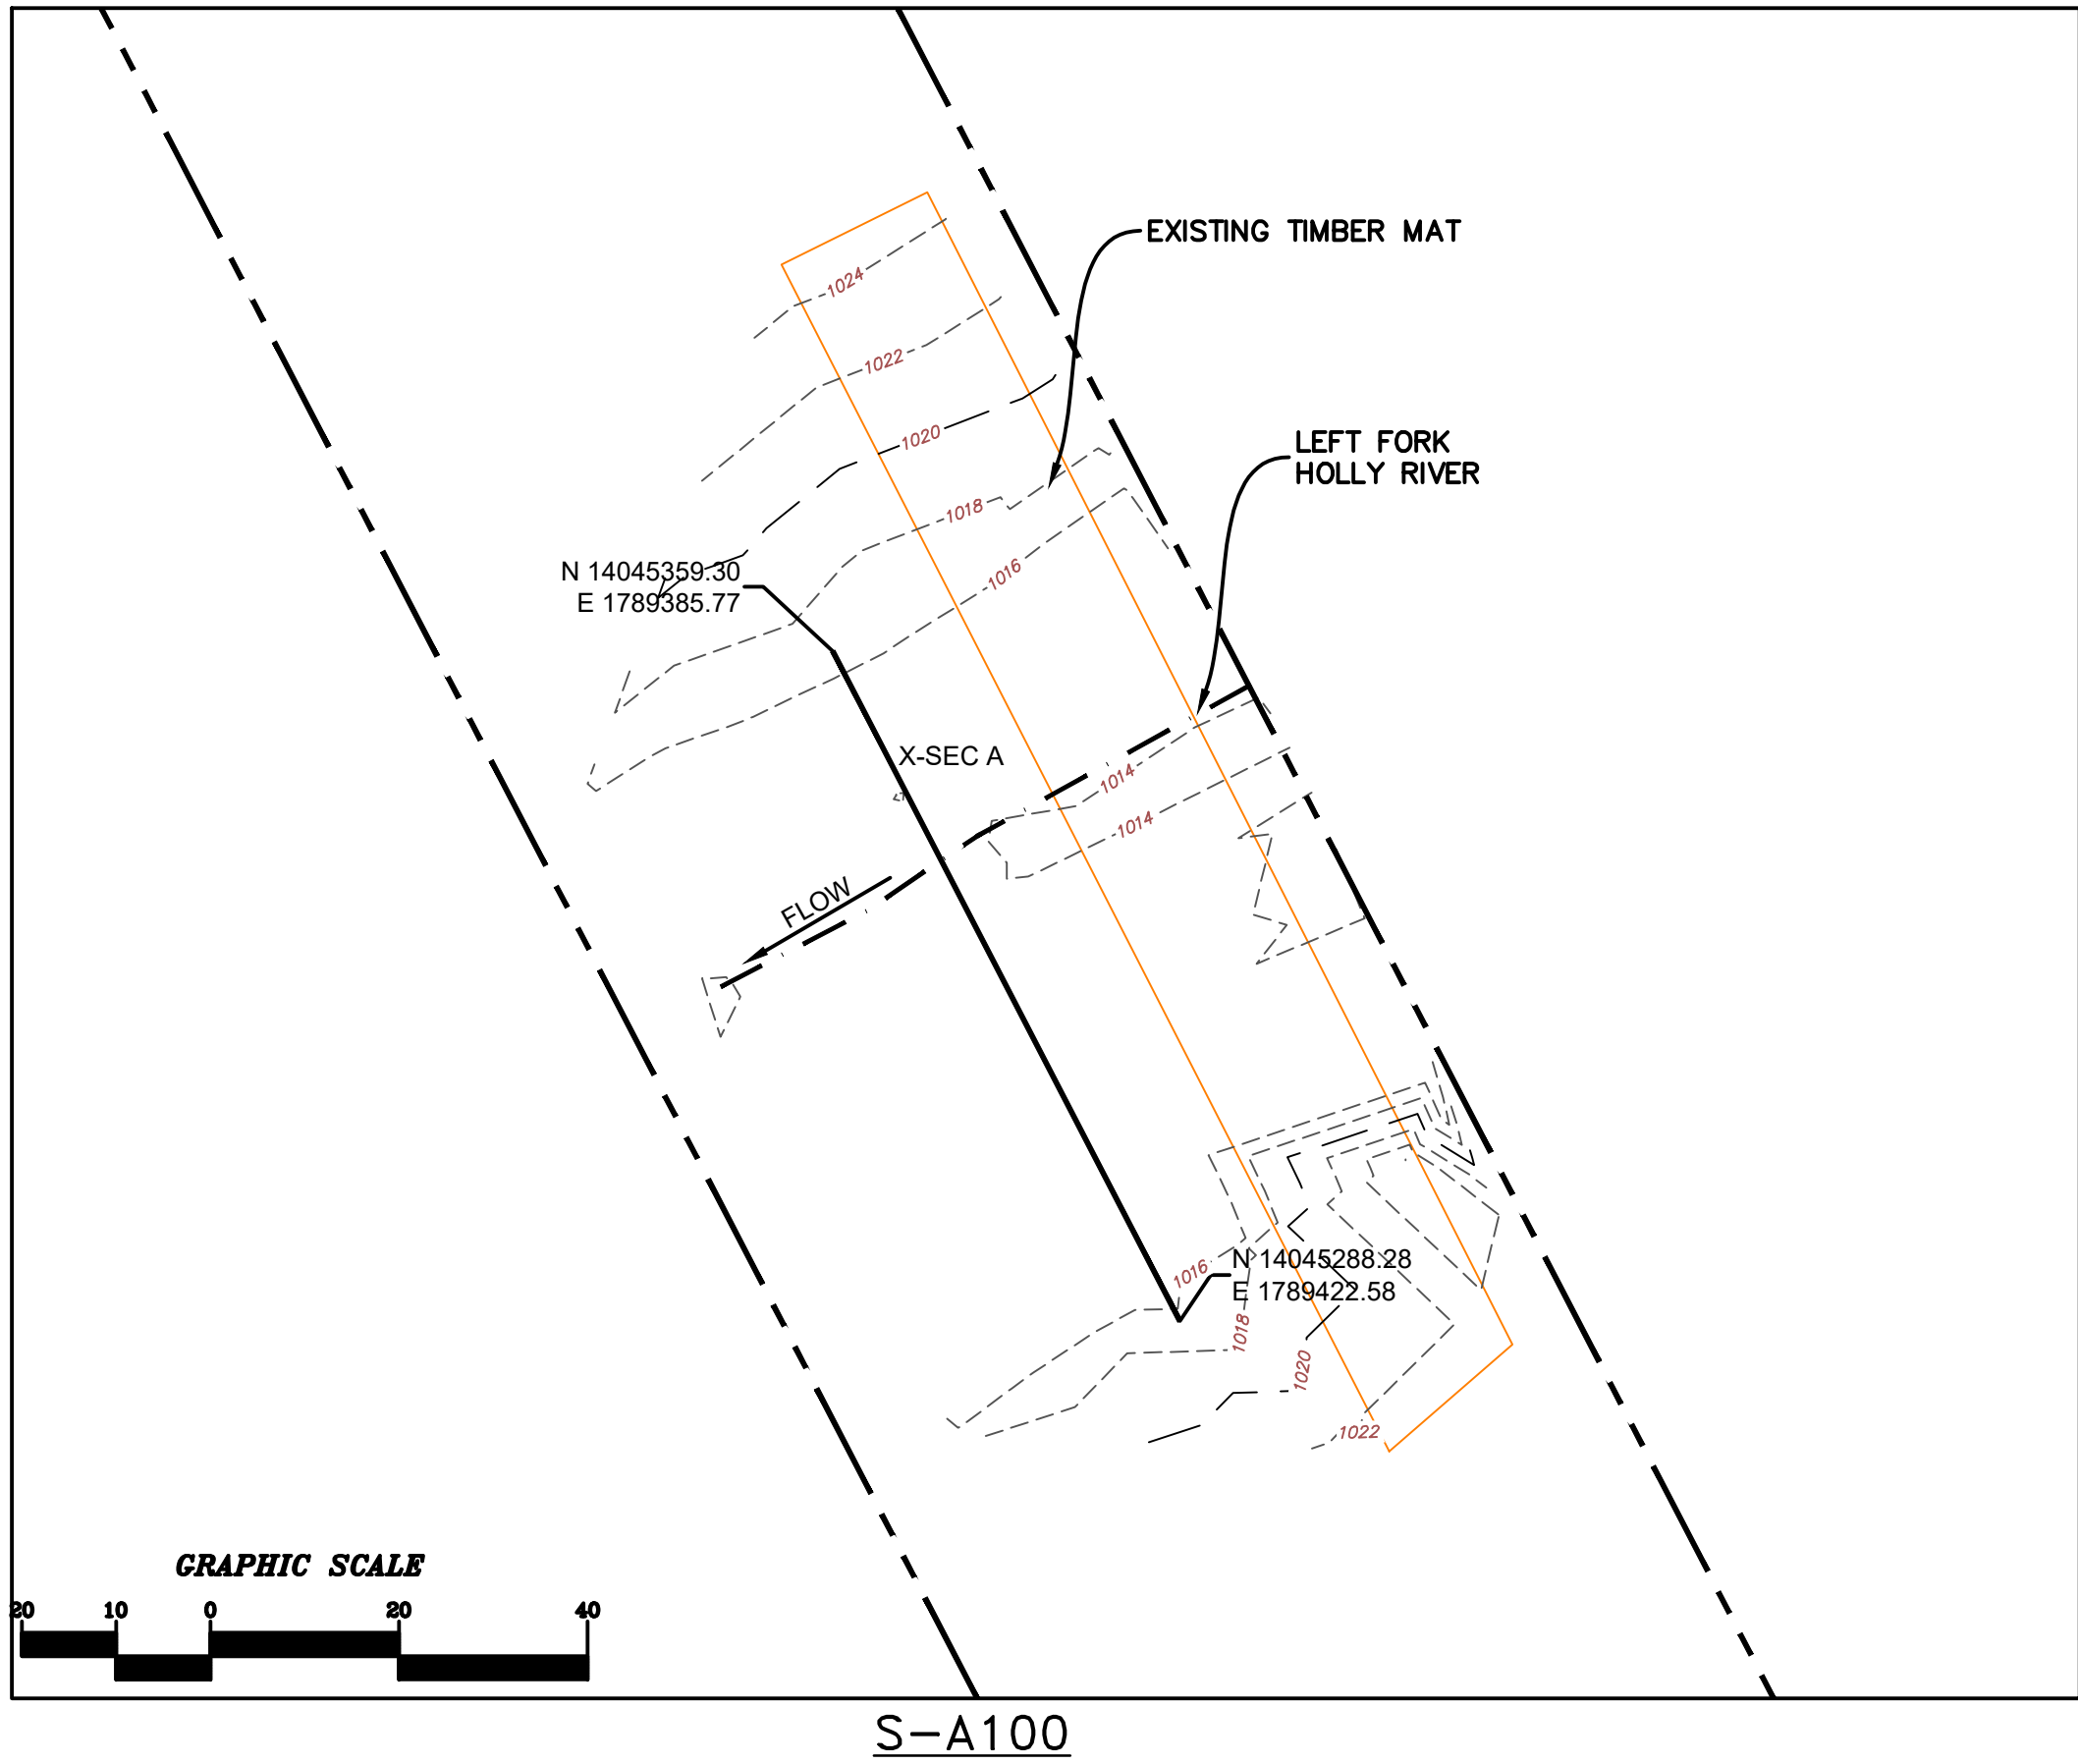 EXISTING TIMBER MAT
1024
1022
1020
LEFT FORK
HOLLY RIVER
1018
N 14045359.30
E 1789385.77
1016
X-SEC A
1014
1014
FLOW
N 14045288.28
E 1789422.58
1016
1018
1020
1022
GRAPHIC SCALE
20 10 0 20 40
S-A100